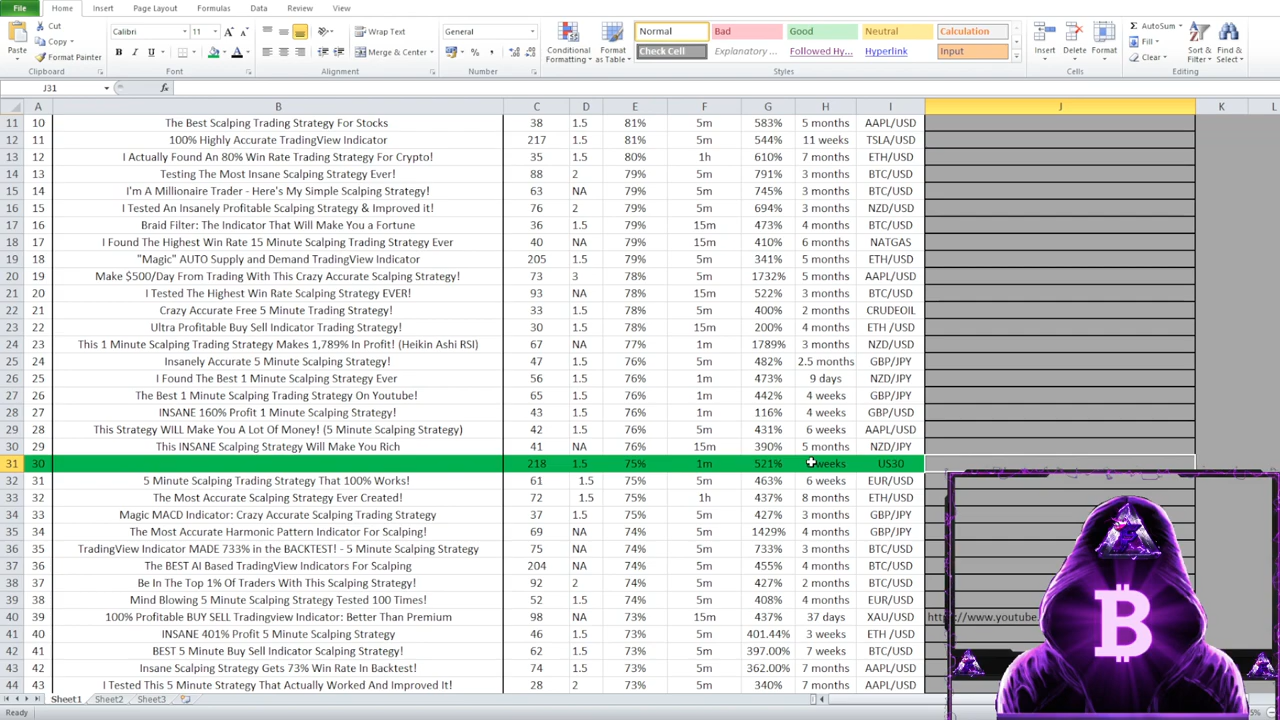 File Home Insert Page Layout Formulas Data Review View
Cut Calibri 11 Wrap Text General Normal Bad Good Neutral Calculation AutoSum
Copy Fill
Paste Format Painter Merge & Center Conditional Formatting Format as Table Check Cell Explanatory ... Followed Hy... Hyperlink Input Insert Delete Format Clear Sort & Filter Find & Select
Clipboard Font Alignment Number Styles Cells Editing
J31 fx
A B C D E F G H I J K L
11 10 The Best Scalping Trading Strategy For Stocks 38 1.5 81% 5m 583% 5 months AAPL/USD
12 11 100% Highly Accurate TradingView Indicator 217 1.5 81% 5m 544% 11 weeks TSLA/USD
13 12 I Actually Found An 80% Win Rate Trading Strategy For Crypto! 35 1.5 80% 1h 610% 7 months ETH/USD
14 13 Testing The Most Insane Scalping Strategy Ever! 88 2 79% 5m 791% 3 months BTC/USD
15 14 I'm A Millionaire Trader - Here's My Simple Scalping Strategy! 63 NA 79% 5m 745% 3 months BTC/USD
16 15 I Tested An Insanely Profitable Scalping Strategy & Improved it! 76 2 79% 5m 694% 3 months NZD/USD
17 16 Braid Filter: The Indicator That Will Make You a Fortune 36 1.5 79% 15m 473% 4 months BTC/USD
18 17 I Found The Highest Win Rate 15 Minute Scalping Trading Strategy Ever 40 NA 79% 15m 410% 6 months NATGAS
19 18 "Magic" AUTO Supply and Demand TradingView Indicator 205 1.5 79% 5m 341% 5 months ETH/USD
20 19 Make $500/Day From Trading With This Crazy Accurate Scalping Strategy! 73 3 78% 5m 1732% 5 months AAPL/USD
21 20 I Tested The Highest Win Rate Scalping Strategy EVER! 93 NA 78% 15m 522% 3 months BTC/USD
22 21 Crazy Accurate Free 5 Minute Trading Strategy! 33 1.5 78% 5m 400% 2 months CRUDEOIL
23 22 Ultra Profitable Buy Sell Indicator Trading Strategy! 30 1.5 78% 15m 200% 4 months ETH /USD
24 23 This 1 Minute Scalping Trading Strategy Makes 1,789% In Profit! (Heikin Ashi RSI) 67 NA 77% 1m 1789% 3 months NZD/USD
25 24 Insanely Accurate 5 Minute Scalping Strategy! 47 1.5 76% 5m 482% 2.5 months GBP/JPY
26 25 I Found The Best 1 Minute Scalping Strategy Ever 56 1.5 76% 1m 473% 9 days NZD/JPY
27 26 The Best 1 Minute Scalping Trading Strategy On Youtube! 65 1.5 76% 1m 442% 4 weeks GBP/JPY
28 27 INSANE 160% Profit 1 Minute Scalping Strategy! 43 1.5 76% 1m 116% 4 weeks GBP/USD
29 28 This Strategy WILL Make You A Lot Of Money! (5 Minute Scalping Strategy) 42 1.5 76% 5m 431% 6 weeks AAPL/USD
30 29 This INSANE Scalping Strategy Will Make You Rich 41 NA 76% 15m 390% 5 months NZD/JPY
31 30 218 1.5 75% 1m 521% weeks US30
32 31 5 Minute Scalping Trading Strategy That 100% Works! 61 1.5 75% 5m 463% 6 weeks EUR/USD
33 32 The Most Accurate Scalping Strategy Ever Created! 72 1.5 75% 1h 437% 8 months ETH/USD
34 33 Magic MACD Indicator: Crazy Accurate Scalping Trading Strategy 37 1.5 75% 5m 427% 3 months GBP/JPY
35 34 The Most Accurate Harmonic Pattern Indicator For Scalping! 69 NA 74% 5m 1429% 4 months GBP/JPY
36 35 TradingView Indicator MADE 733% in the BACKTEST! - 5 Minute Scalping Strategy 75 NA 74% 5m 733% 3 months BTC/USD
37 36 The BEST AI Based TradingView Indicators For Scalping 204 NA 74% 5m 455% 4 months BTC/USD
38 37 Be In The Top 1% Of Traders With This Scalping Strategy! 92 2 74% 5m 427% 2 months BTC/USD
39 38 Mind Blowing 5 Minute Scalping Strategy Tested 100 Times! 52 1.5 74% 5m 408% 4 months EUR/USD
40 39 100% Profitable BUY SELL Tradingview Indicator: Better Than Premium 98 NA 73% 15m 437% 37 days XAU/USD https://www.youtube.
41 40 INSANE 401% Profit 5 Minute Scalping Strategy 46 1.5 73% 5m 401.44% 3 weeks ETH /USD
42 41 BEST 5 Minute Buy Sell Indicator Scalping Strategy 62 1.5 73% 5m 397.00% 7 weeks BTC/USD
43 42 Insane Scalping Strategy Gets 73% Win Rate In Backtest! 74 1.5 73% 5m 362.00% 7 months AAPL/USD
44 43 I Tested This 5 Minute Strategy That Actually Worked And Improved It! 28 2 73% 5m 340% 7 months AAPL/USD
Sheet1 Sheet2 Sheet3
Ready